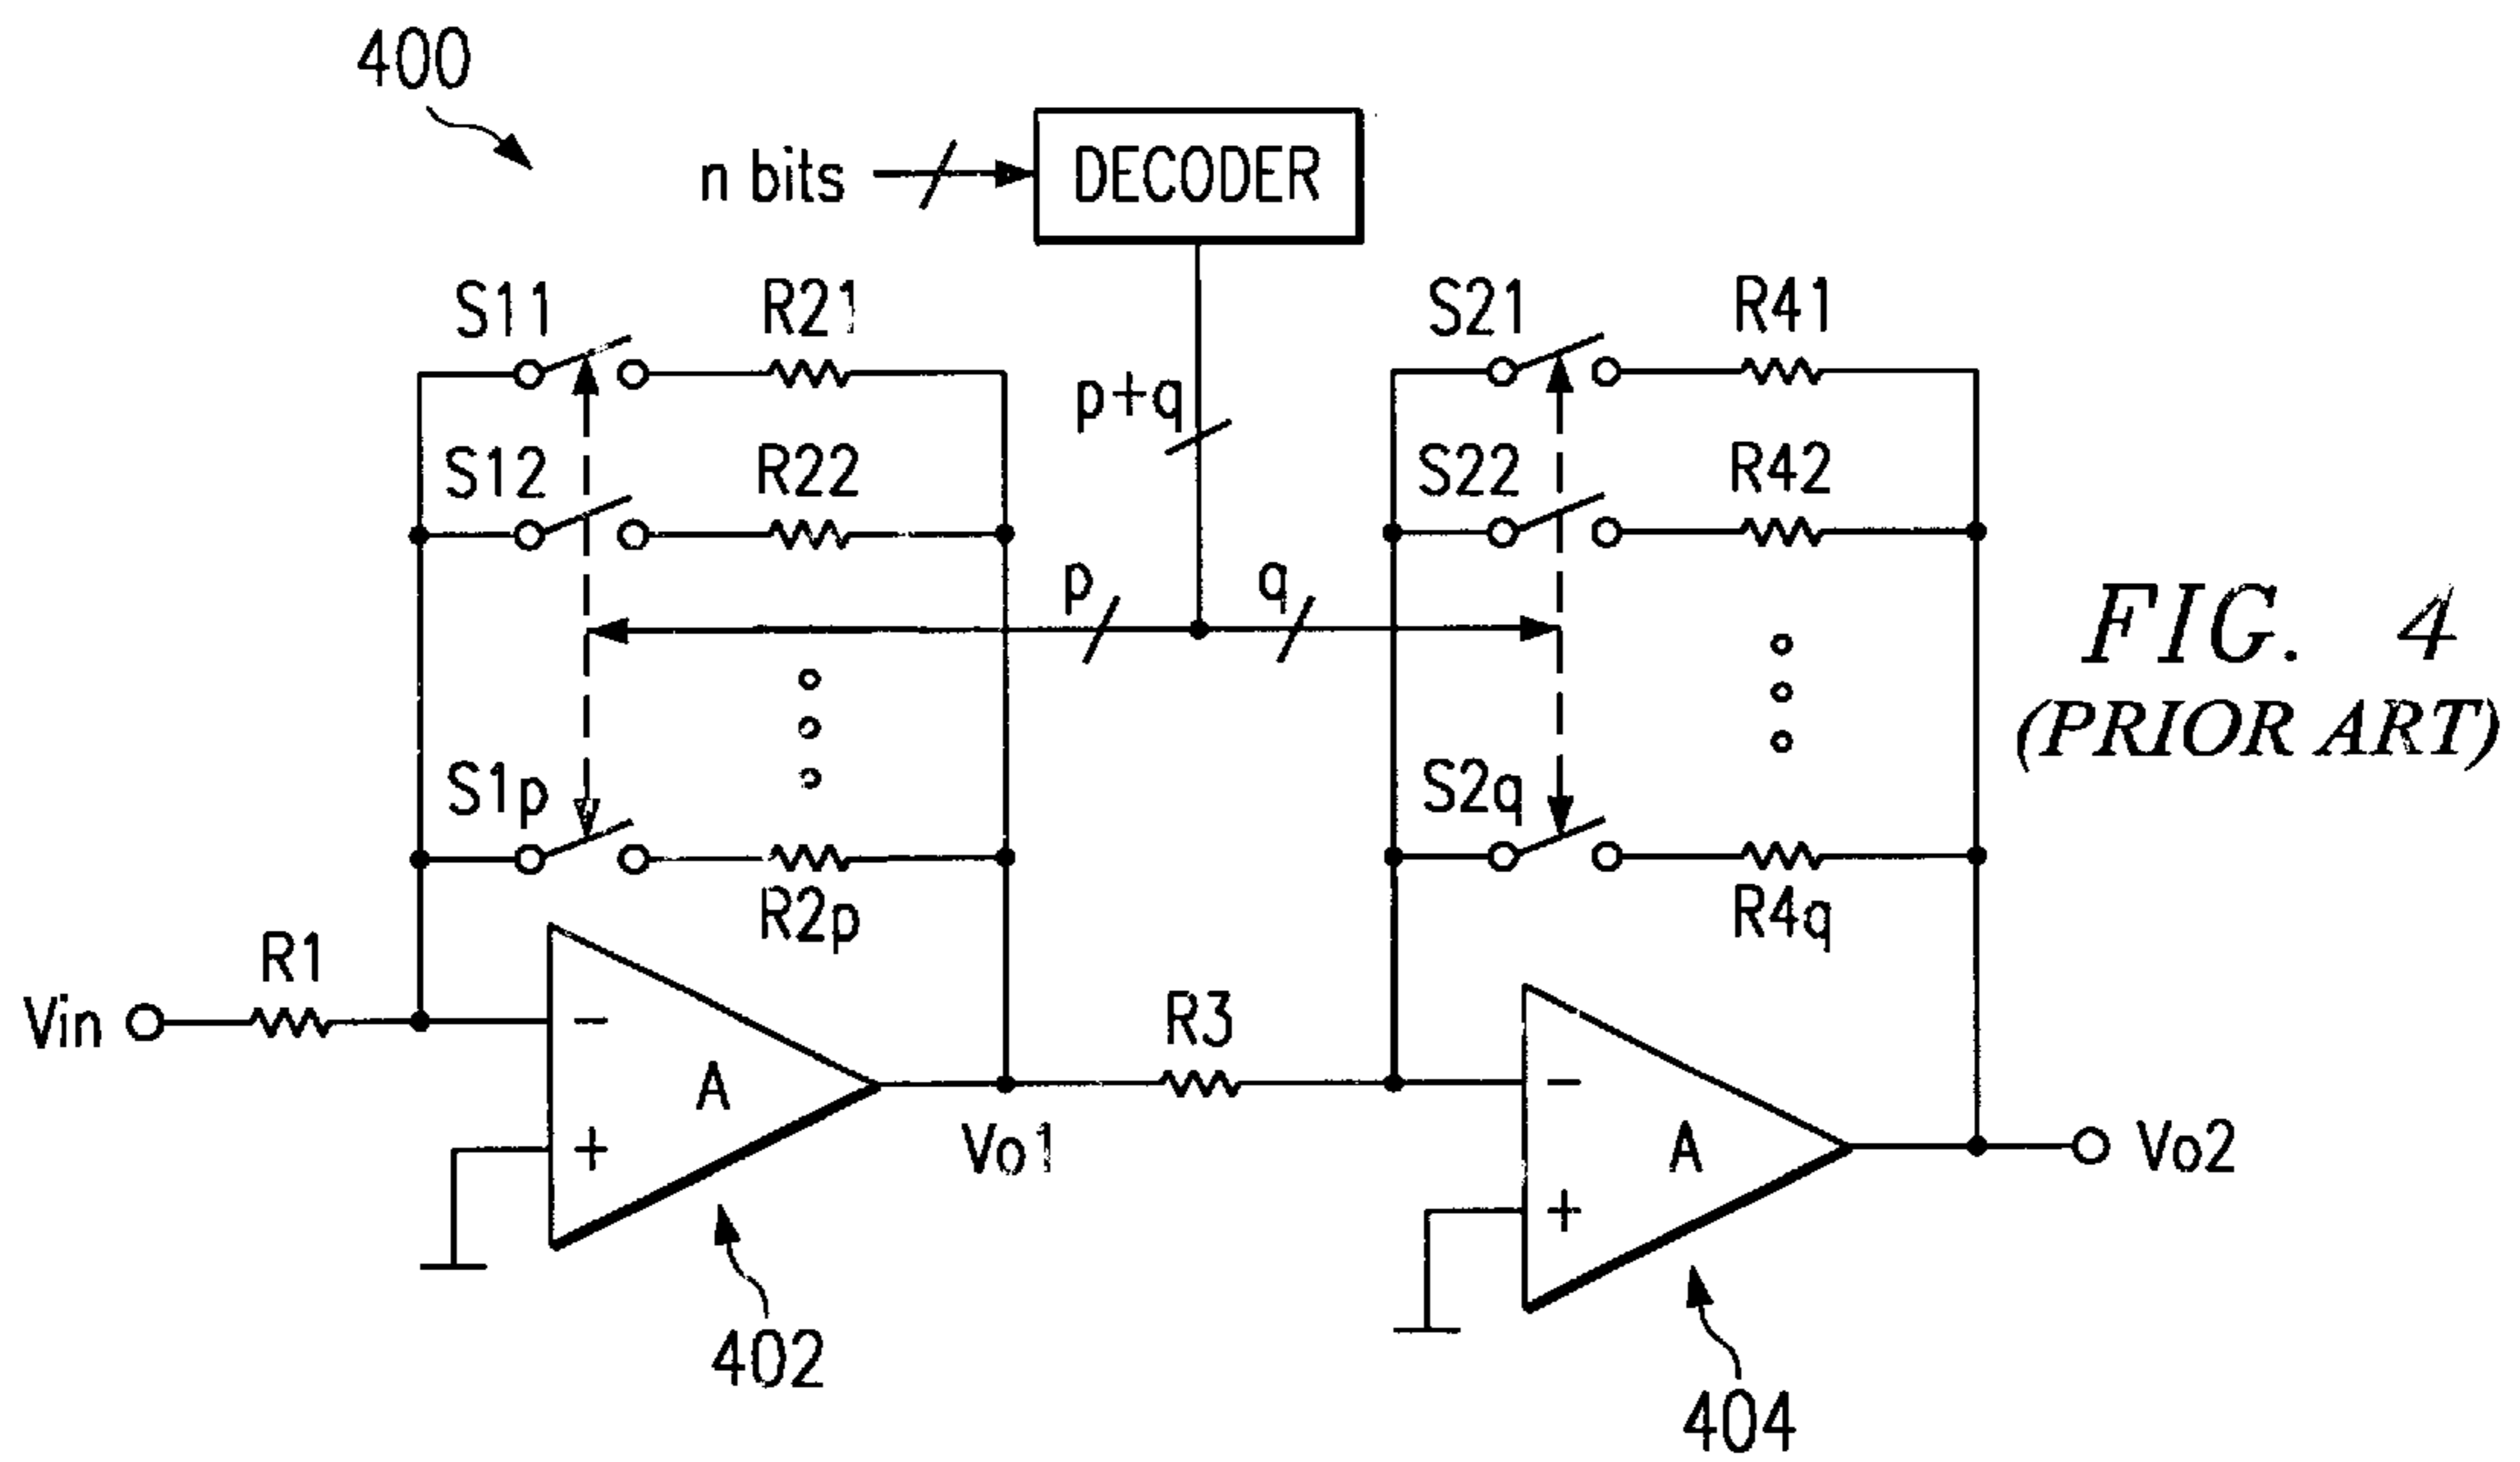 400
n bits
DECODER
S11
R21
S21
R41
p+q
S12
R22
S22
R42
p
q
FIG. 4
(PRIOR ART)
S1p
R2p
S2q
R4q
R1
Vin
−
A
+
R3
Vo1
−
A
+
Vo2
402
404